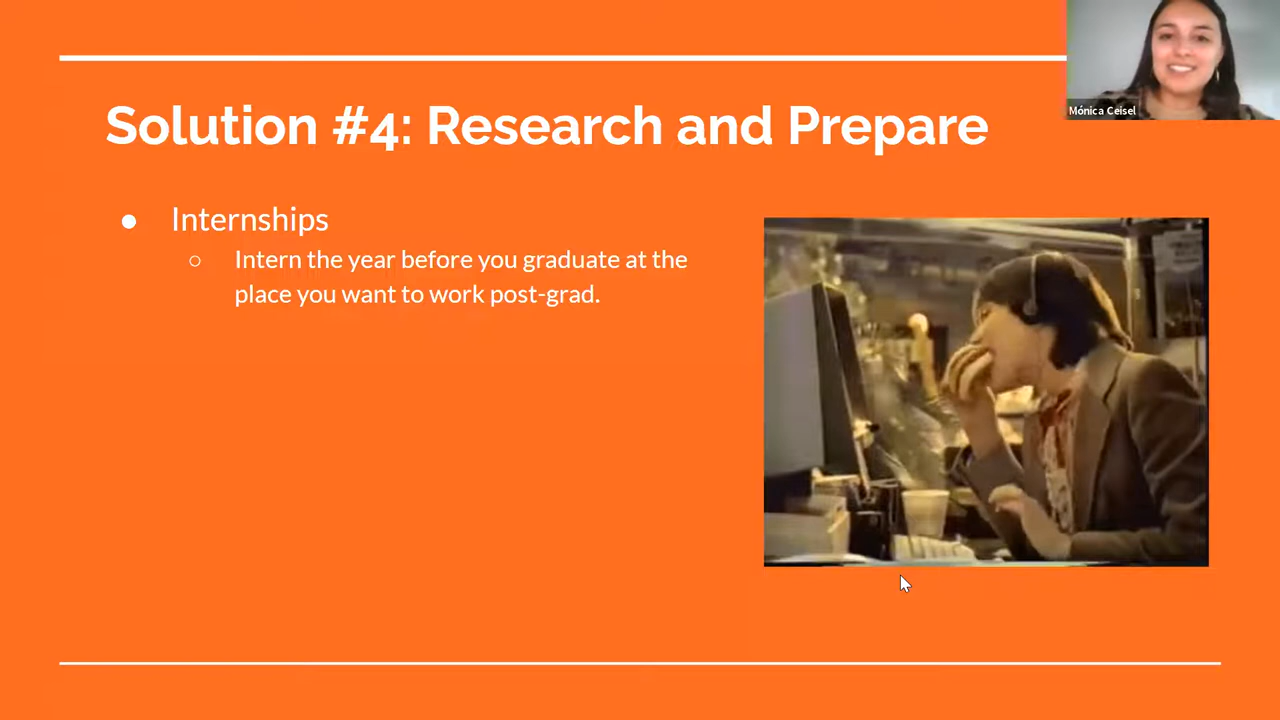 Solution #4: Research and Prepare
Mónica Ceisel
● Internships
○ Intern the year before you graduate at the
place you want to work post-grad.